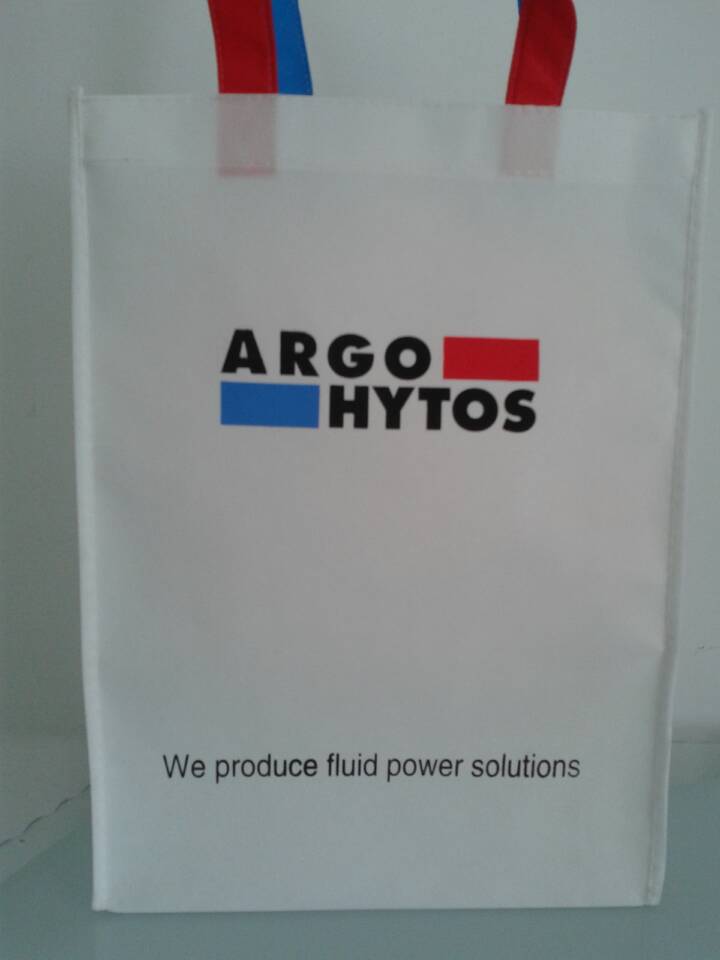 ARGO
HYTOS
We produce fluid power solutions